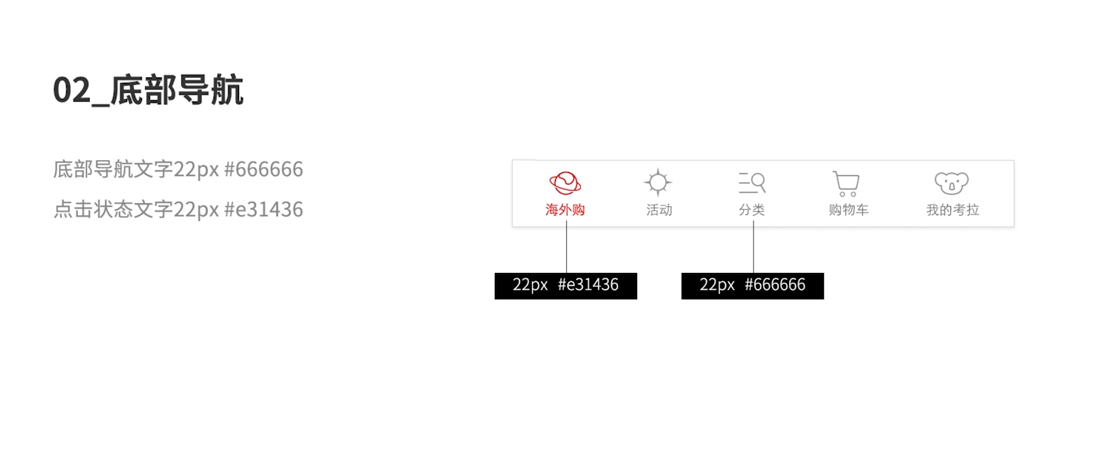 02_底部导航
底部导航文字22px #666666
点击状态文字22px #e31436
海外购
活动
分类
购物车
我的考拉
22px #e31436
22px #666666